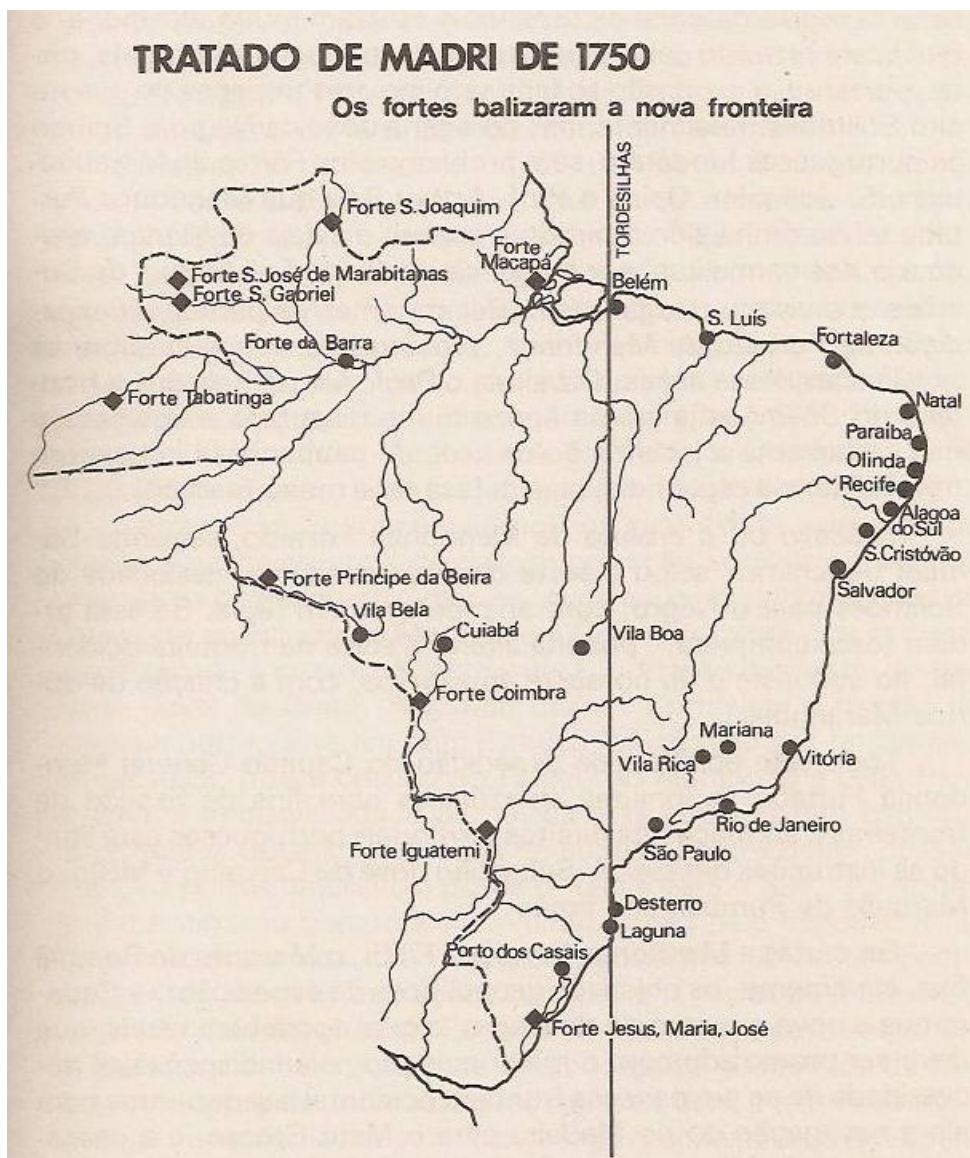 TRATADO DE MADRI DE 1750
Os fortes balizaram a nova fronteira
TORDESILHAS
Forte S. Joaquim
Forte
Macapá
Forte S. José de Marabitanas
Forte S. Gabriel
Belém
S. Luís
Forte da Barra
Fortaleza
Forte Tabatinga
Natal
Paraíba
Olinda
Recife
Alagoa
do Sul
S. Cristóvão
Salvador
Forte Príncipe da Beira
Vila Bela
Cuiabá
Vila Boa
Forte Coimbra
Mariana
Vila Rica
Vitória
Rio de Janeiro
São Paulo
Forte Iguatemi
Desterro
Laguna
Porto dos Casais
Forte Jesus, Maria, José